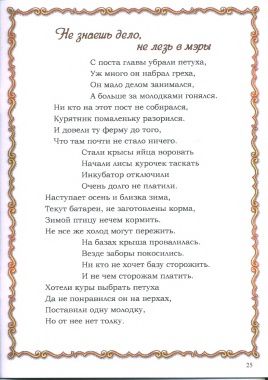 Не знаешь дело,
не лезь в мэры
С поста главы убрали петуха,
Уж много он набрал греха,
Он мало делом занимался,
А больше за молодками гонялся.
Ни кто на этот пост не собирался,
Курятник помаленьку разорился.
И довели ту ферму до того,
Что там почти не стало ничего.
Стали крысы яйца воровать
Начали лисы курочек таскать
Инкубатор отключили
Очень долго не платили.
Наступает осень и близка зима,
Текут батареи, не заготовлены корма,
Зимой птицу нечем кормить.
Не все же холод могут пережить.
На базах крыша провалилась.
Везде заборы покосились.
Ни кто не хочет базу сторожить.
И не чем сторожам платить.
Хотели куры выбрать петуха
Да не понравился он на верхах,
Поставили одну молодку,
Но от нее нет толку.
25